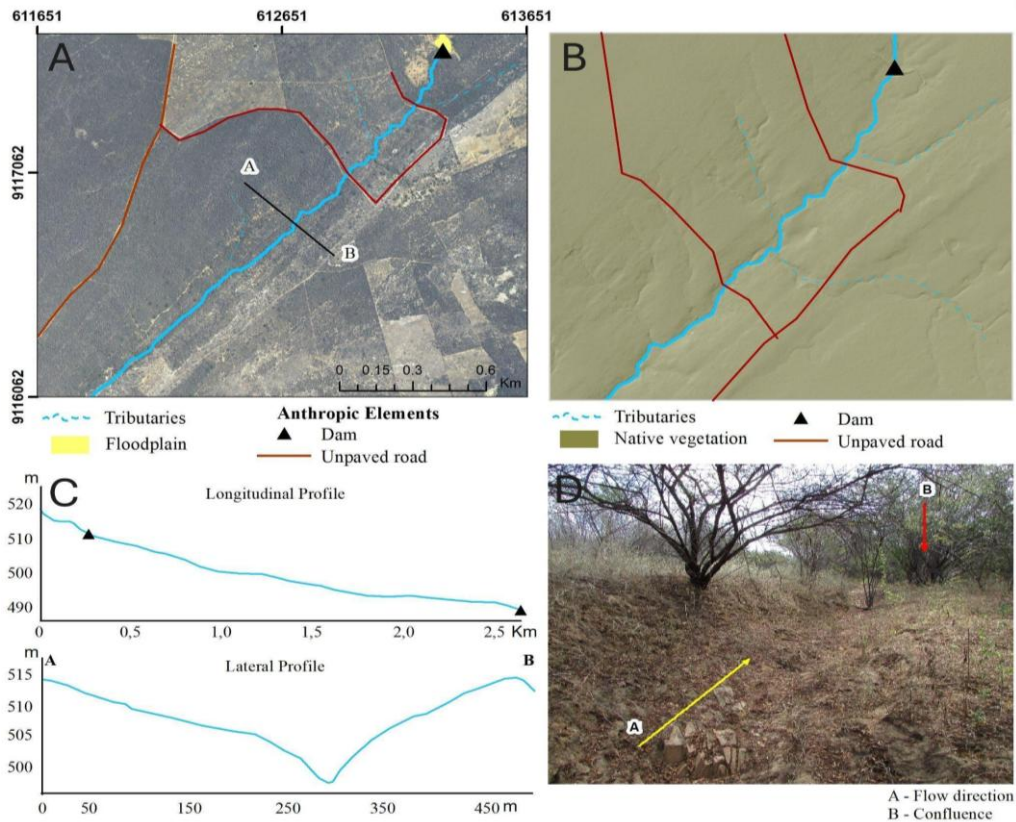 611651 612651 613651
A
B
9117062
9116062
A
B
0 0.15 0.3 0.6
Km
Tributaries
Floodplain
Anthropic Elements
Dam
Unpaved road
Tributaries
Native vegetation
Dam
Unpaved road
C
Longitudinal Profile
m
520
510
500
490
0 0,5 1,0 1,5 2,0 2,5 Km
Lateral Profile
m
A
B
515
510
505
500
0 50 150 250 350 450 m
D
B
A
A - Flow direction
B - Confluence